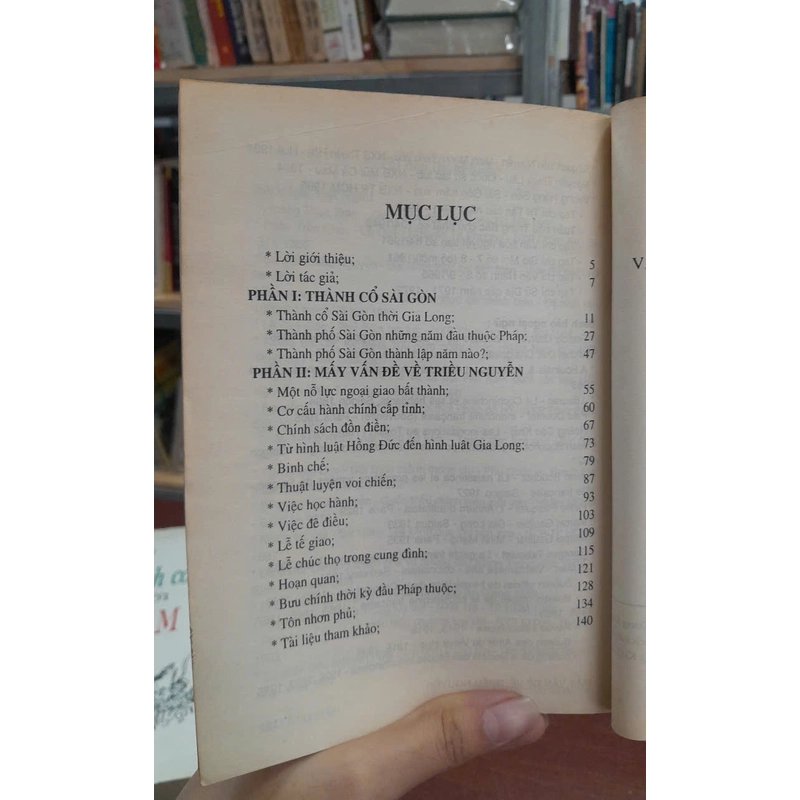 MỤC LỤC
* Lời giới thiệu; 5
* Lời tác giả; 7
PHẦN I: THÀNH CỔ SÀI GÒN
* Thành cổ Sài Gòn thời Gia Long; 11
* Thành phố Sài Gòn những năm đầu thuộc Pháp; 27
* Thành phố Sài Gòn thành lập năm nào?; 47
PHẦN II: MẤY VẤN ĐỀ VỀ TRIỀU NGUYỄN
* Một nỗ lực ngoại giao bất thành; 55
* Cơ cấu hành chính cấp tỉnh; 60
* Chính sách đồn điền; 67
* Từ hình luật Hồng Đức đến hình luật Gia Long; 73
* Binh chế; 79
* Thuật luyện voi chiến; 87
* Việc học hành; 93
* Việc đê điều; 103
* Lễ tế giao; 109
* Lễ chúc thọ trong cung đình; 115
* Hoạn quan; 121
* Bưu chính thời kỳ đầu Pháp thuộc; 128
* Tôn nhơn phủ; 134
* Tài liệu tham khảo; 140